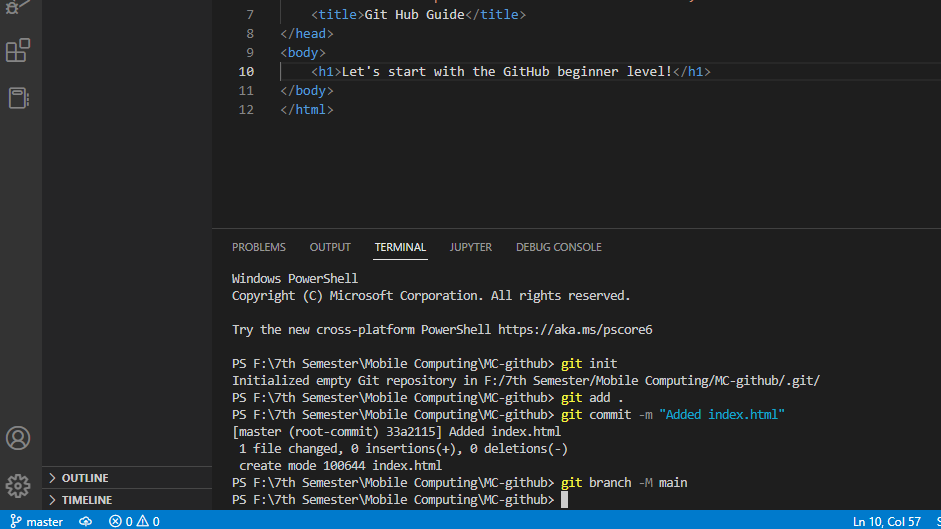 7 <title>Git Hub Guide</title>
8 </head>
9 <body>
10 <h1>Let's start with the GitHub beginner level!</h1>
11 </body>
12 </html>
PROBLEMS OUTPUT TERMINAL JUPYTER DEBUG CONSOLE
Windows PowerShell
Copyright (C) Microsoft Corporation. All rights reserved.
Try the new cross-platform PowerShell https://aka.ms/pscore6
PS F:\7th Semester\Mobile Computing\MC-github> git init
Initialized empty Git repository in F:/7th Semester/Mobile Computing/MC-github/.git/
PS F:\7th Semester\Mobile Computing\MC-github> git add .
PS F:\7th Semester\Mobile Computing\MC-github> git commit -m "Added index.html"
[master (root-commit) 33a2115] Added index.html
1 file changed, 0 insertions(+), 0 deletions(-)
create mode 100644 index.html
PS F:\7th Semester\Mobile Computing\MC-github> git branch -M main
PS F:\7th Semester\Mobile Computing\MC-github>
OUTLINE
TIMELINE
master 0 0 Ln 10, Col 57